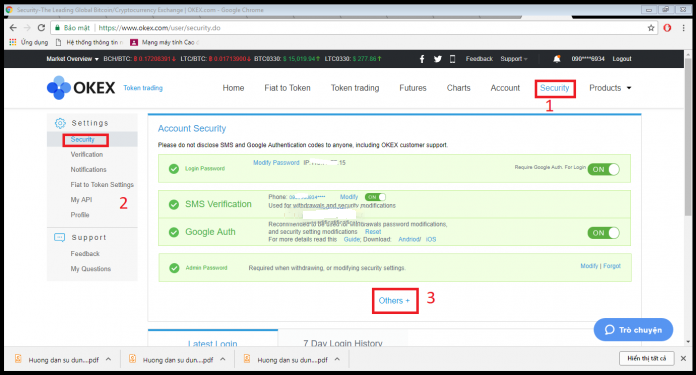 Security-The Leading Global Bitcoin/Cryptocurrency Exchange | OKEX.com - Google Chrome
Bảo mật | https://www.okex.com/user/security.do
Ứng dụng Hệ thống thông tin Mạng máy tính Cao
Market Overview BCH/BTC: ฿ 0.17206391 ↓ LTC/BTC: ฿ 0.01713600 ↓ BTC0330: $ 15,019.94 ↑ LTC0330: $ 277.86 ↑ Feedback Support 090****6934 Logout
OKEX Token trading Home Fiat to Token Token trading Futures Charts Account Security Products
1
Settings
Security
Verification
Notifications
Fiat to Token Settings
My API
Profile
2
Support
Feedback
My Questions
Account Security
Please do not disclose SMS and Google Authentication codes to anyone, including OKEX customer support.
Login Password Modify Password IP: 15 Require Google Auth. For Login ON
SMS Verification Phone: Modify ON
Used for withdrawals and security modifications
Google Auth Recommended to be used for withdrawals password modifications, and security setting modifications Reset ON
For more details read this Guide; Download: Android/ iOS
Admin Password Required when withdrawing, or modifying security settings. Modify | Forgot
Others + 3
Latest Login 7 Day Login History
Trò chuyện
Huong dan su dun....pdf Huong dan su dun....pdf Huong dan su dun....pdf Hiển thị tất cả